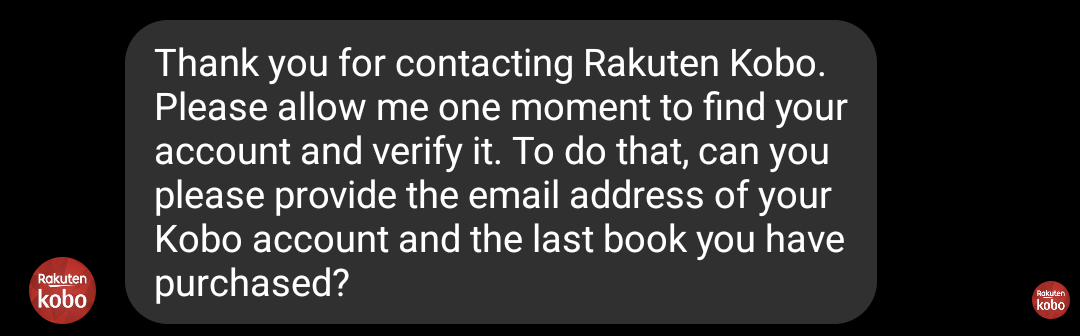 Thank you for contacting Rakuten Kobo.
Please allow me one moment to find your
account and verify it. To do that, can you
please provide the email address of your
Kobo account and the last book you have
purchased?
Rakuten
kobo
Rakuten
kobo